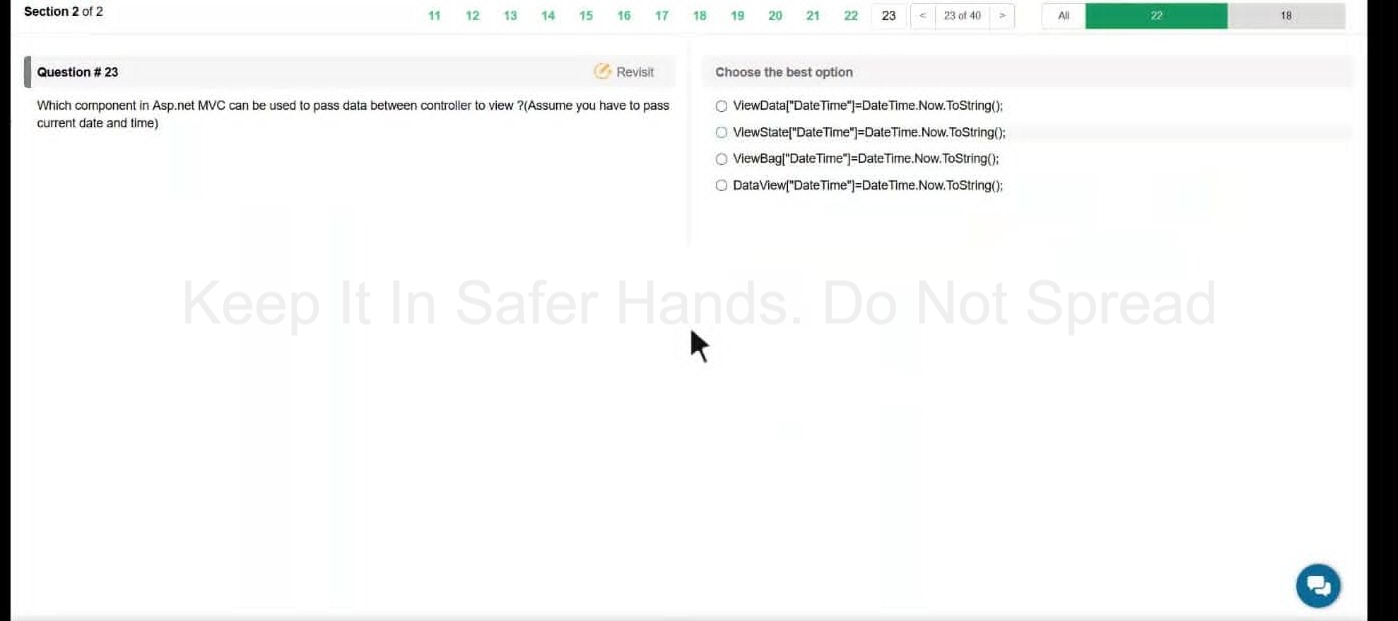 Section 2 of 2
11 12 13 14 15 16 17 18 19 20 21 22 23 < 23 of 40 > All 22 18
Question # 23
Revisit
Which component in Asp.net MVC can be used to pass data between controller to view ?(Assume you have to pass
current date and time)
Choose the best option
ViewData["DateTime"]=DateTime.Now.ToString();
ViewState["DateTime"]=DateTime.Now.ToString();
ViewBag["DateTime"]=DateTime.Now.ToString();
DataView["DateTime"]=DateTime.Now.ToString();
Keep It In Safer Hands. Do Not Spread